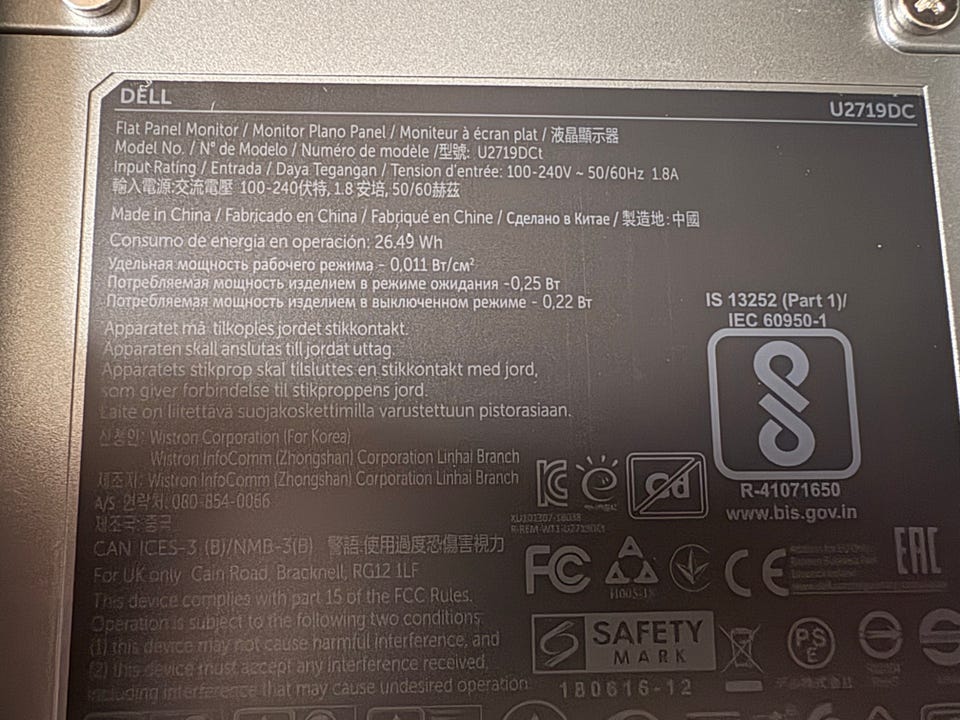 DELL
U2719DC
Flat Panel Monitor / Monitor Plano Panel / Moniteur à écran plat / 液晶顯示器
Model No. / N° de Modelo / Numéro de modèle /型號: U2719DCt
Input Rating / Entrada / Daya Tegangan / Tension d'entrée: 100-240V ~ 50/60Hz 1.8A
輸入電源:交流電壓 100-240伏特, 1.8 安培, 50/60赫茲
Made in China / Fabricado en China / Fabriqué en Chine / Сделано в Китае / 製造地: 中國
Consumo de energía en operación: 26.49 Wh
Удельная мощность рабочего режима - 0,011 Вт/см²
Потребляемая мощность изделием в режиме ожидания -0,25 Вт
Потребляемая мощность изделием в выключенном режиме - 0,22 Вт
Apparatet må tilkoples jordet stikkontakt.
Apparaten skall anslutas till jordat uttag.
Apparatets stikprop skal tilsluttes en stikkontakt med jord,
som giver forbindelse til stikproppens jord.
Laite on liitettävä suojakoskettimilla varustettuun pistorasiaan.
신청인: Wistron Corporation (For Korea)
Wistron InfoComm (Zhongshan) Corporation Linhai Branch
제조자: Wistron InfoComm (Zhongshan) Corporation Linhai Branch
A/S 연락처: 080-854-0066
제조국: 중국
CAN ICES-3 (B)/NMB-3(B) 警語:使用過度恐傷害視力
For UK only Cain Road, Bracknell, RG12 1LF
This device complies with part 15 of the FCC Rules.
Operation is subject to the following two conditions:
(1) this device may not cause harmful interference, and
(2) this device must accept any interference received,
including interference that may cause undesired operation
IS 13252 (Part 1)/
IEC 60950-1
R-41071650
www.bis.gov.in
FC
CE
EAC
SAFETY
MARK
180616-12
PS
E